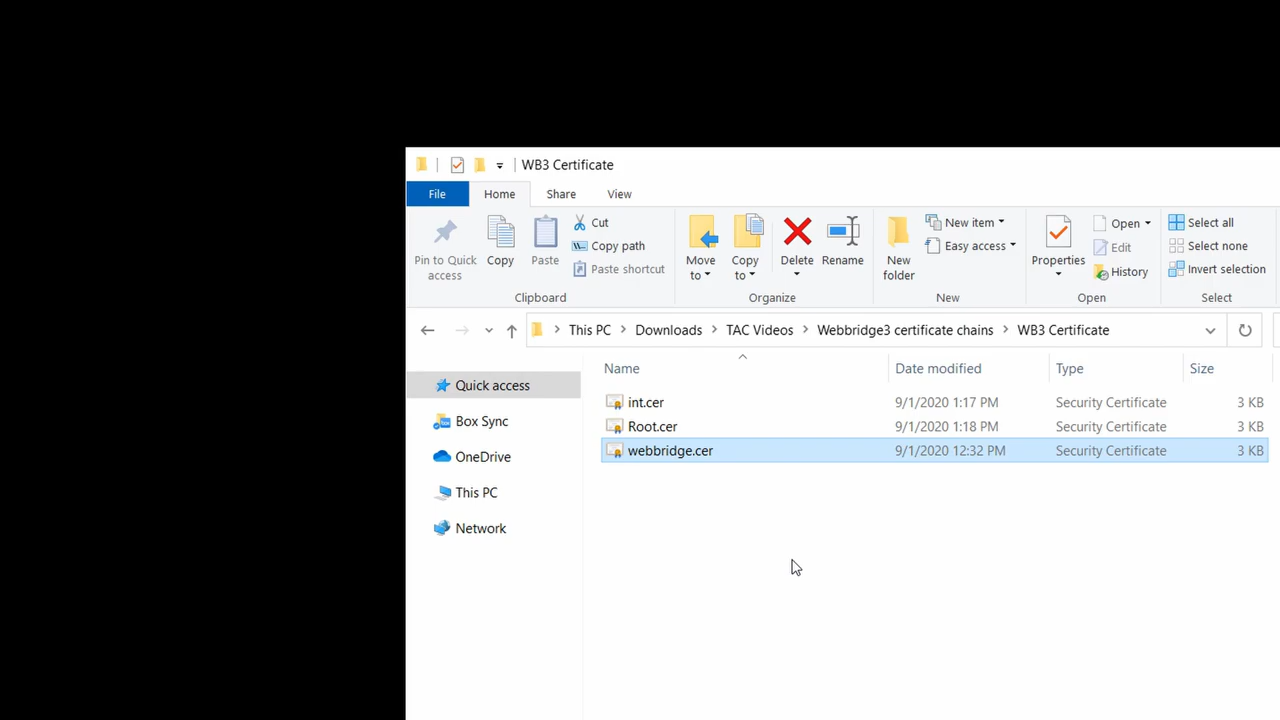 WB3 Certificate
File Home Share View
Pin to Quick access
Copy
Paste
Cut
Copy path
Paste shortcut
Clipboard
Move to
Copy to
Delete
Rename
Organize
New folder
New item
Easy access
New
Properties
Open
Edit
History
Open
Select all
Select none
Invert selection
Select
This PC Downloads TAC Videos Webbridge3 certificate chains WB3 Certificate
Quick access
Box Sync
OneDrive
This PC
Network
Name Date modified Type Size
int.cer 9/1/2020 1:17 PM Security Certificate 3 KB
Root.cer 9/1/2020 1:18 PM Security Certificate 3 KB
webbridge.cer 9/1/2020 12:32 PM Security Certificate 3 KB